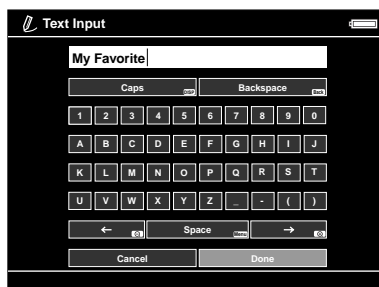 Text Input
My Favorite
Caps DISP Backspace Back
1 2 3 4 5 6 7 8 9 0
A B C D E F G H I J
K L M N O P Q R S T
U V W X Y Z _ - ( )
← Space Menu →
Cancel Done